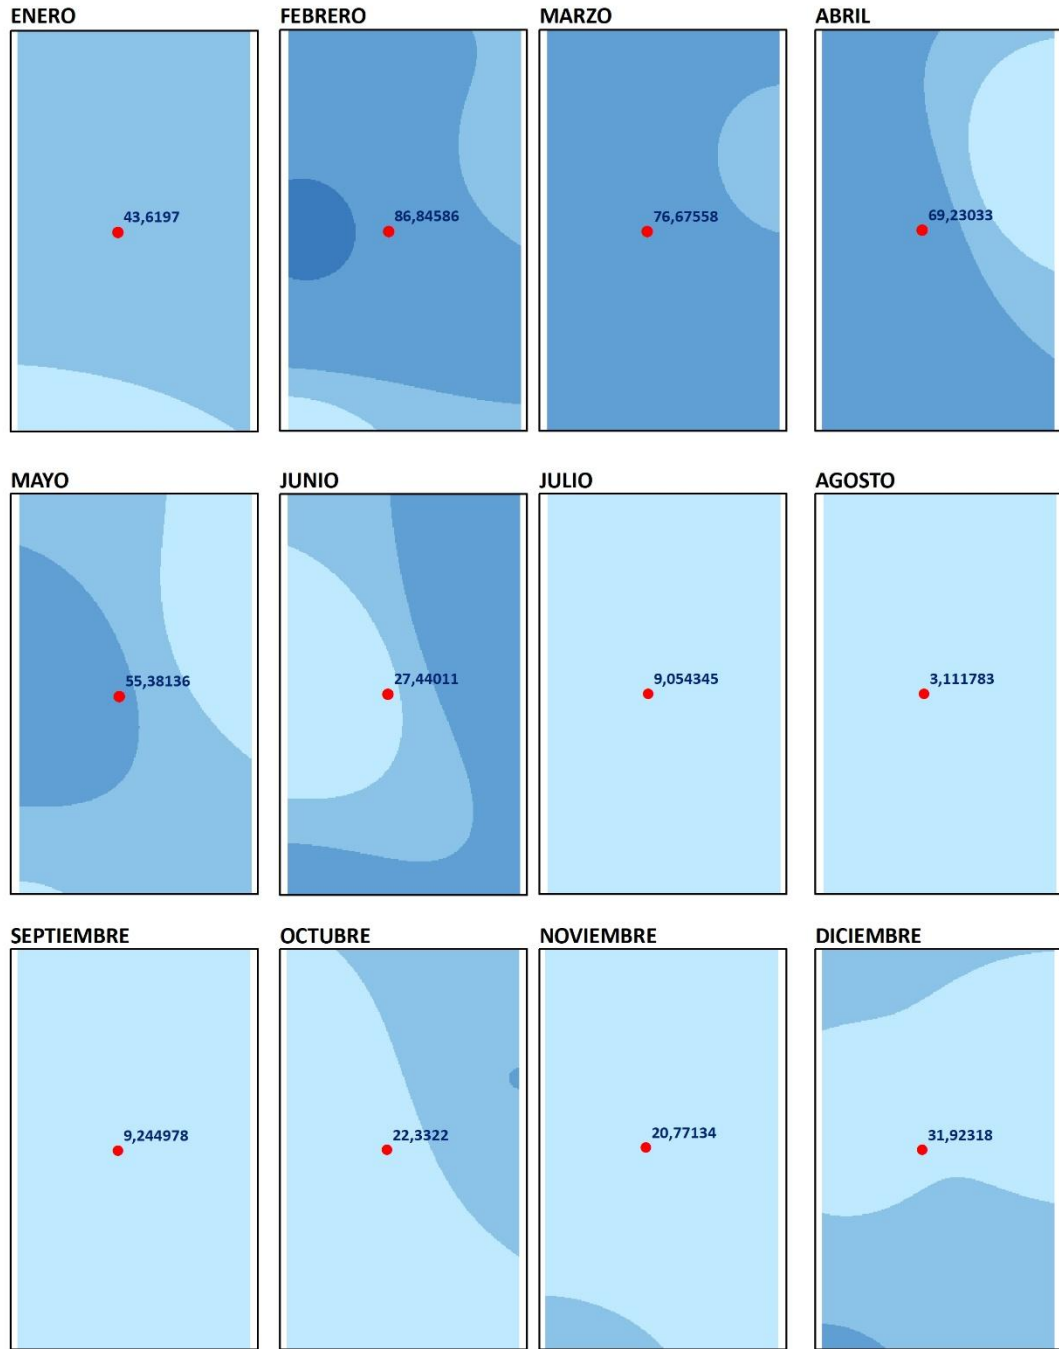 ENERO
FEBRERO
MARZO
ABRIL
43,6197
86,84586
76,67558
69,23033
MAYO
JUNIO
JULIO
AGOSTO
55,38136
27,44011
9,054345
3,111783
SEPTIEMBRE
OCTUBRE
NOVIEMBRE
DICIEMBRE
9,244978
22,3322
20,77134
31,92318